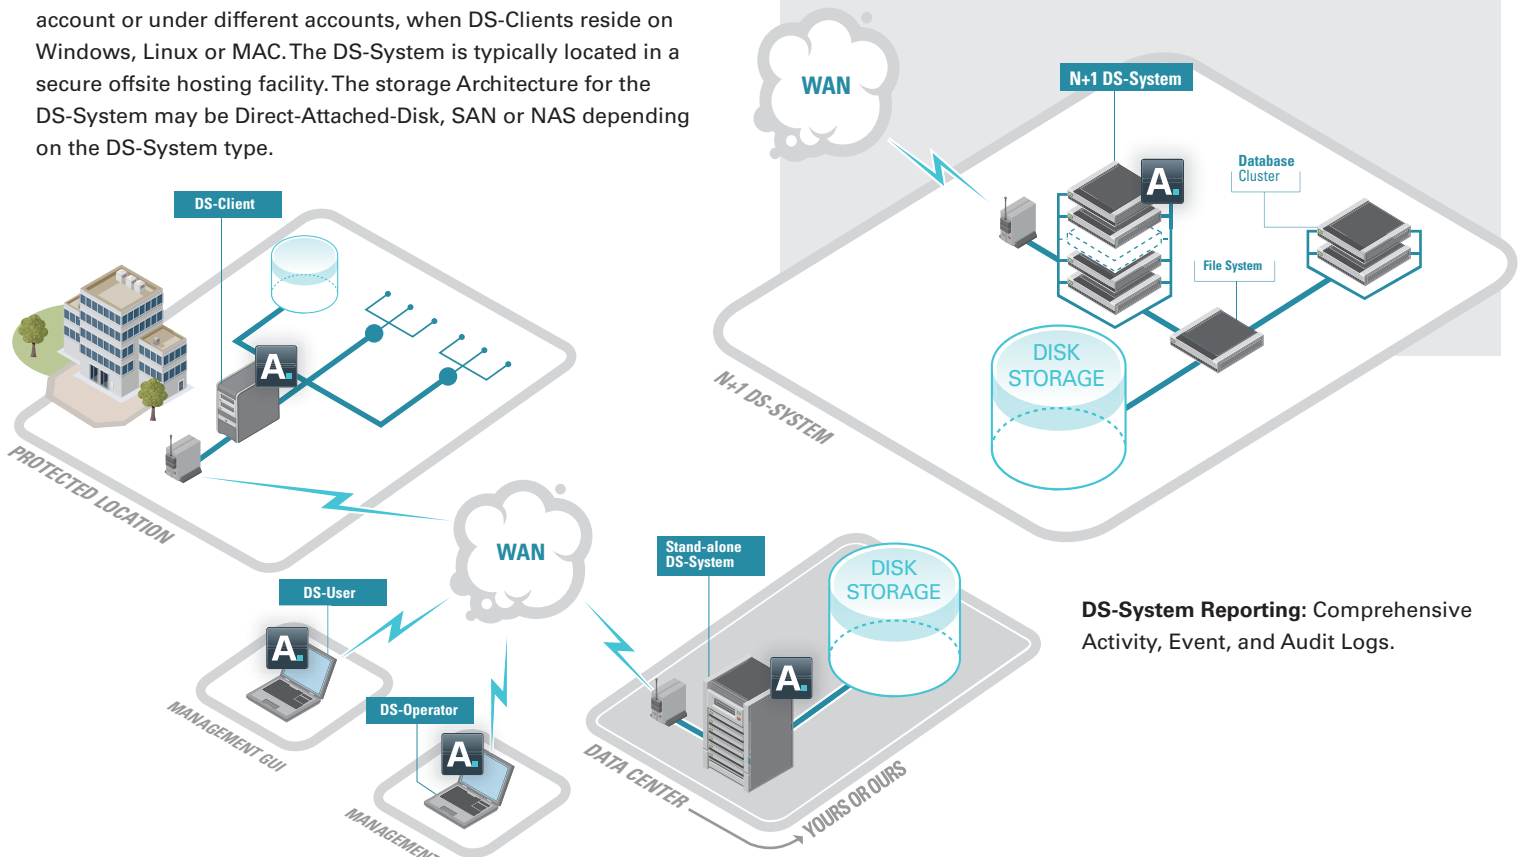 account or under different accounts, when DS-Clients reside on
Windows, Linux or MAC. The DS-System is typically located in a
secure offsite hosting facility. The storage Architecture for the
DS-System may be Direct-Attached-Disk, SAN or NAS depending
on the DS-System type.
WAN
N+1 DS-System
A.
Database
Cluster
File System
DISK
STORAGE
N+1 DS-SYSTEM
DS-Client
A.
PROTECTED LOCATION
WAN
DS-User
A.
MANAGEMENT GUI
DS-Operator
A.
MANAGEMENT
Stand-alone
DS-System
A.
DISK
STORAGE
DATA CENTER
YOURS OR OURS
DS-System Reporting: Comprehensive
Activity, Event, and Audit Logs.